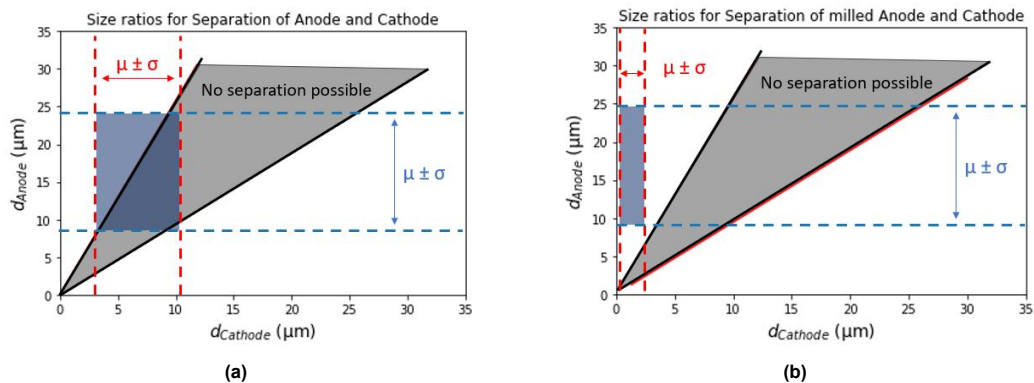 Size ratios for Separation of Anode and Cathode
35
30
25
20
15
10
5
0
d_Anode (µm)
μ ± σ
No separation possible
μ ± σ
0 5 10 15 20 25 30 35
d_Cathode (µm)
(a)
Size ratios for Separation of milled Anode and Cathode
35
30
25
20
15
10
5
0
d_Anode (µm)
μ ± σ
No separation possible
μ ± σ
0 5 10 15 20 25 30 35
d_Cathode (µm)
(b)